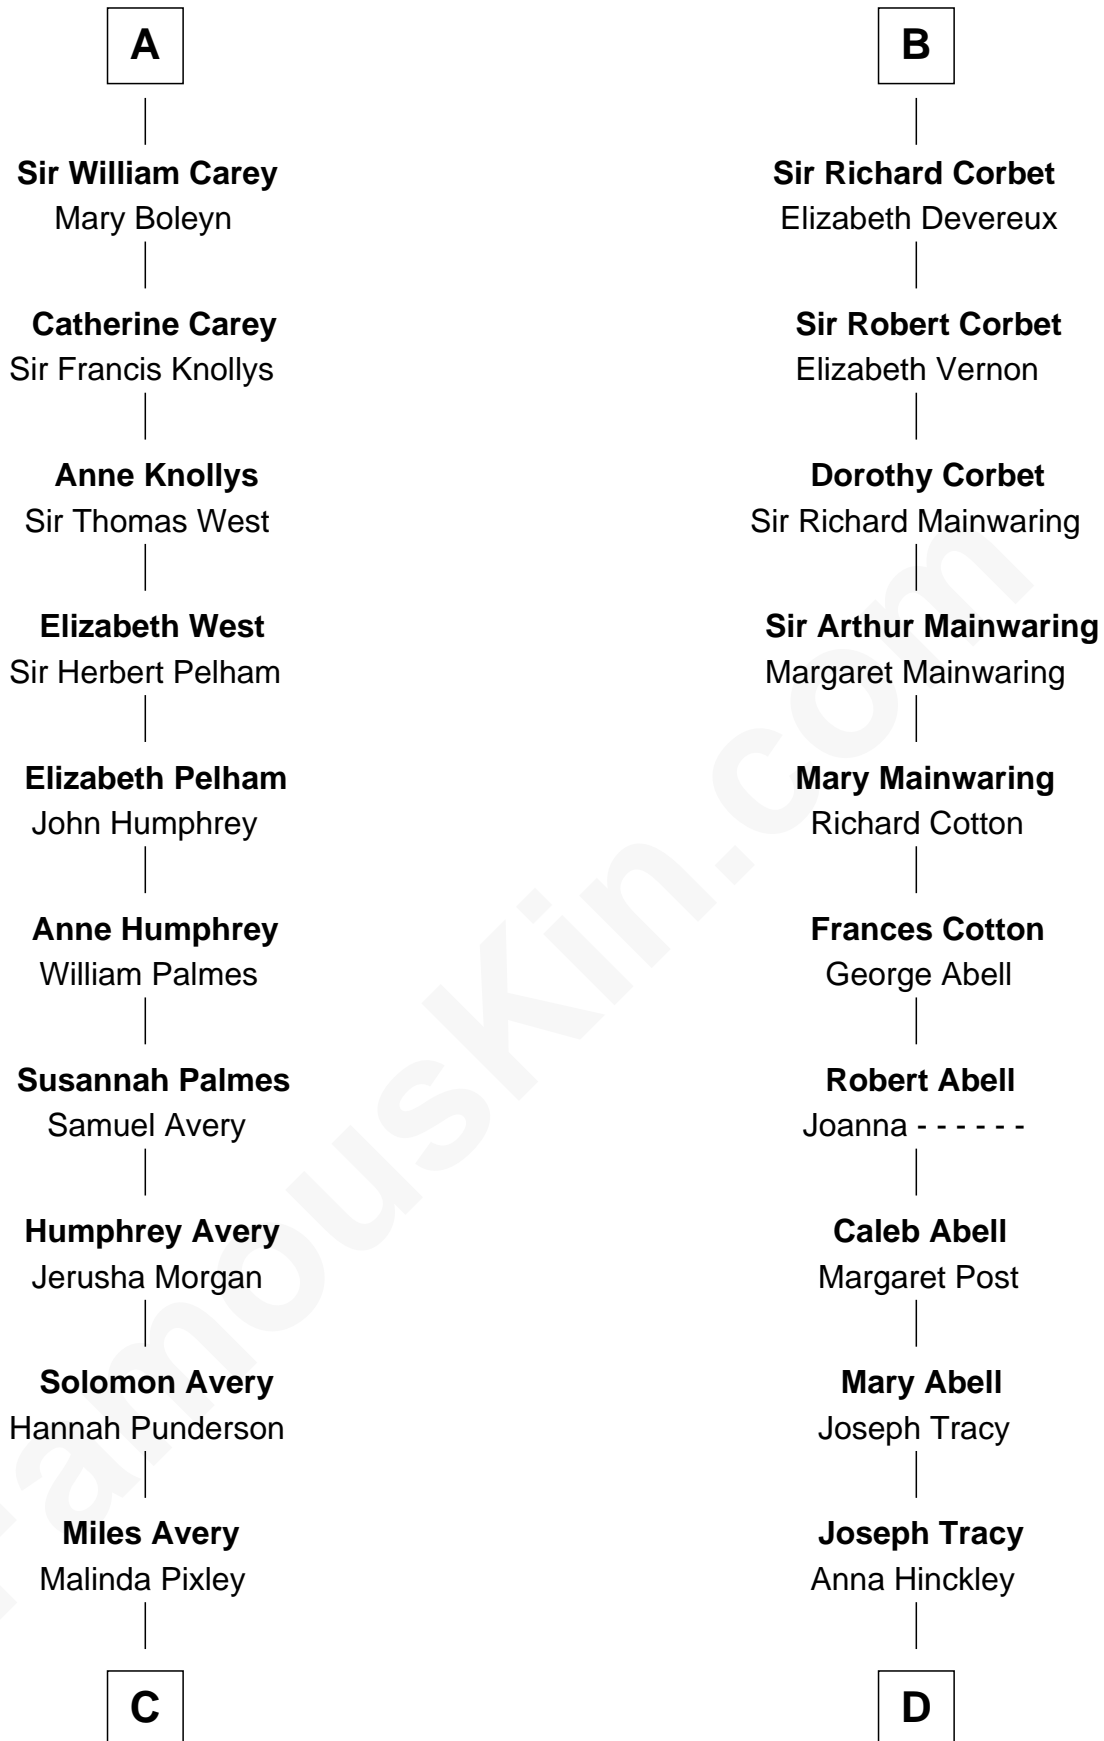 A
Sir William Carey
Mary Boleyn
Catherine Carey
Sir Francis Knollys
Anne Knollys
Sir Thomas West
Elizabeth West
Sir Herbert Pelham
Elizabeth Pelham
John Humphrey
Anne Humphrey
William Palmes
Susannah Palmes
Samuel Avery
Humphrey Avery
Jerusha Morgan
Solomon Avery
Hannah Punderson
Miles Avery
Malinda Pixley
C
B
Sir Richard Corbet
Elizabeth Devereux
Sir Robert Corbet
Elizabeth Vernon
Dorothy Corbet
Sir Richard Mainwaring
Sir Arthur Mainwaring
Margaret Mainwaring
Mary Mainwaring
Richard Cotton
Frances Cotton
George Abell
Robert Abell
Joanna - - - - - -
Caleb Abell
Margaret Post
Mary Abell
Joseph Tracy
Joseph Tracy
Anna Hinckley
D
FamousKin.com